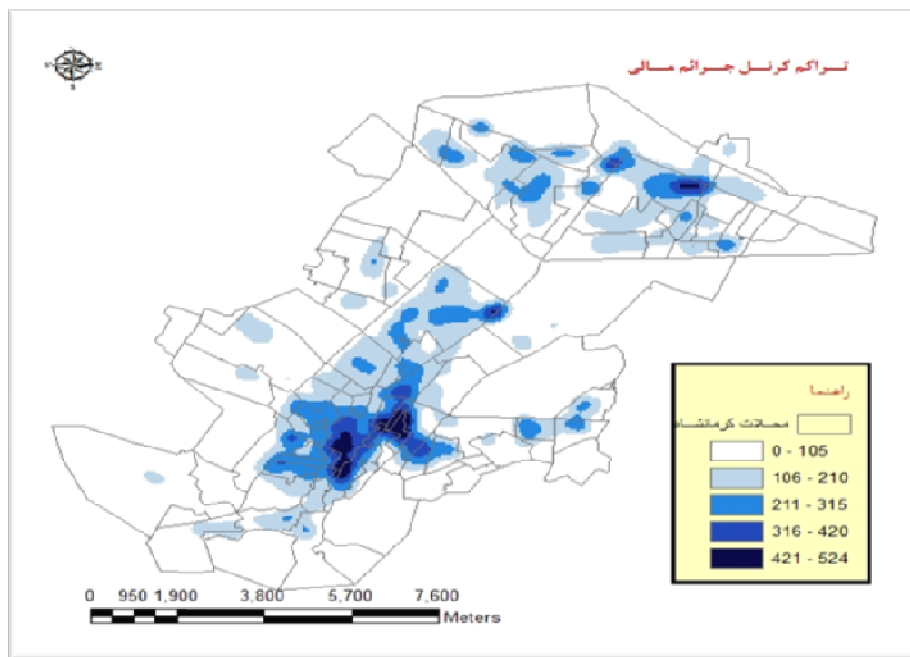 تراکم کرنل جرائم مالی
راهنما
محلات کرمانشاه
0 - 105
106 - 210
211 - 315
316 - 420
421 - 524
0 950 1,900 3,800 5,700 7,600
Meters